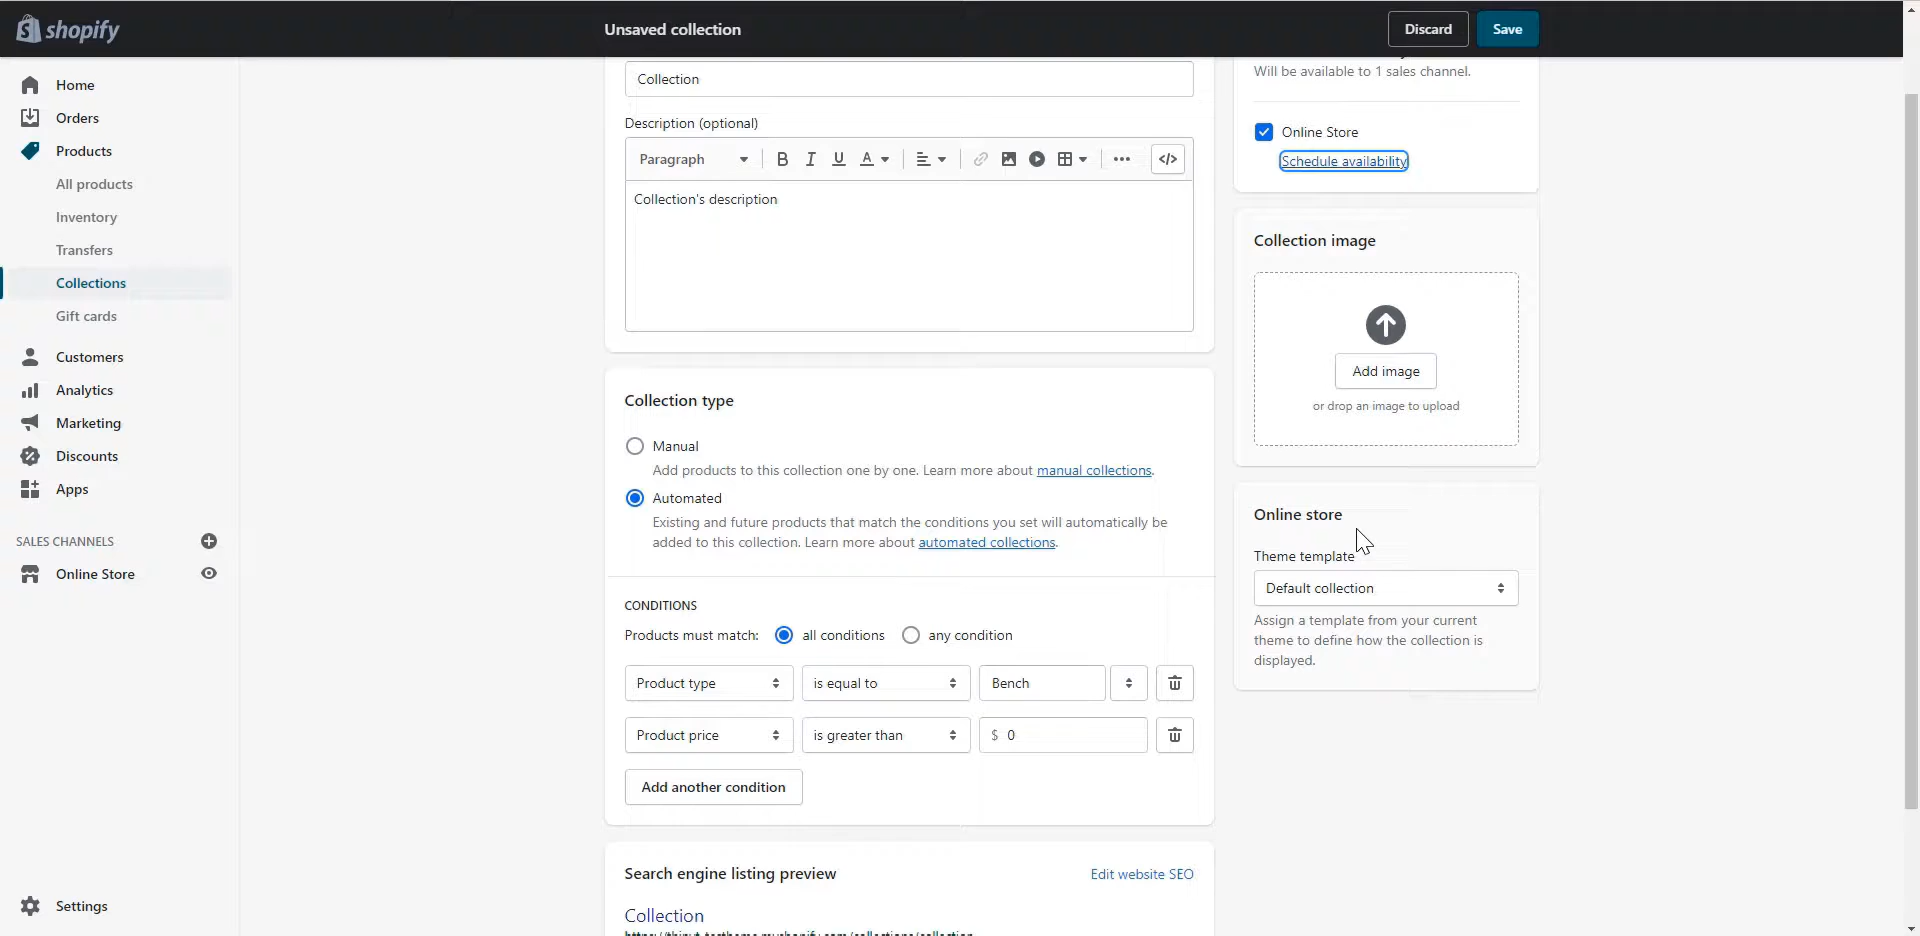 shopify
Unsaved collection
Discard
Save
Home
Orders
Products
All products
Inventory
Transfers
Collections
Gift cards
Customers
Analytics
Marketing
Discounts
Apps
SALES CHANNELS
Online Store
Settings
Collection
Description (optional)
Paragraph
B I U A
</>
Collection's description
Collection type
Manual
Add products to this collection one by one. Learn more about manual collections.
Automated
Existing and future products that match the conditions you set will automatically be
added to this collection. Learn more about automated collections.
CONDITIONS
Products must match: all conditions any condition
Product type is equal to Bench
Product price is greater than $ 0
Add another condition
Search engine listing preview
Edit website SEO
Collection
Will be available to 1 sales channel.
Online Store
Schedule availability
Collection image
Add image
or drop an image to upload
Online store
Theme template
Default collection
Assign a template from your current
theme to define how the collection is
displayed.